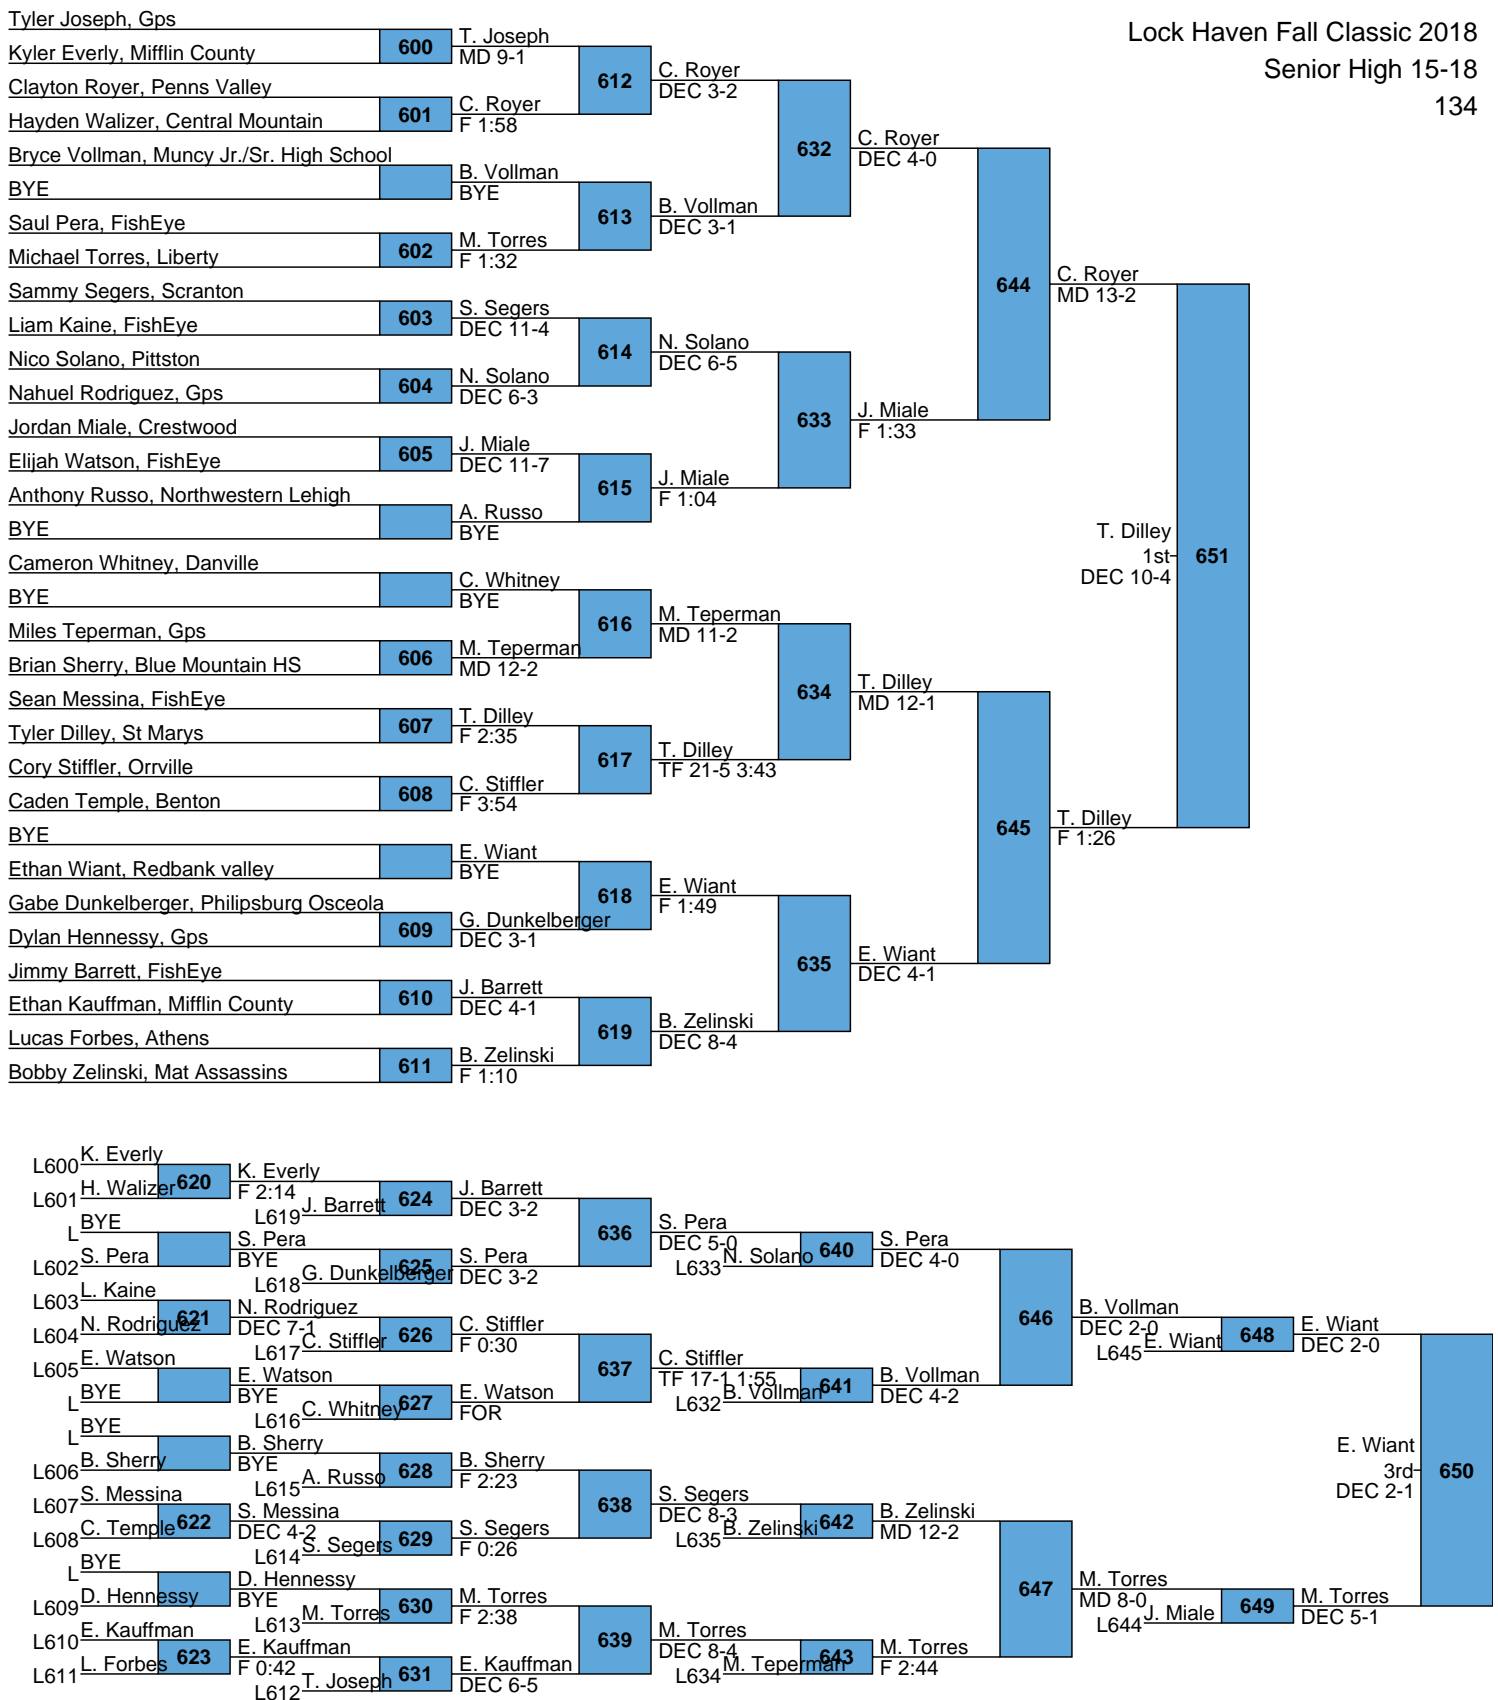 Lock Haven Fall Classic 2018
Senior High 15-18
134
Tyler Joseph, Gps
Kyler Everly, Mifflin County
Clayton Royer, Penns Valley
Hayden Walizer, Central Mountain
Bryce Vollman, Muncy Jr./Sr. High School
BYE
Saul Pera, FishEye
Michael Torres, Liberty
Sammy Segers, Scranton
Liam Kaine, FishEye
Nico Solano, Pittston
Nahuel Rodriguez, Gps
Jordan Miale, Crestwood
Elijah Watson, FishEye
Anthony Russo, Northwestern Lehigh
BYE
Cameron Whitney, Danville
BYE
Miles Teperman, Gps
Brian Sherry, Blue Mountain HS
Sean Messina, FishEye
Tyler Dilley, St Marys
Cory Stiffler, Orrville
Caden Temple, Benton
BYE
Ethan Wiant, Redbank valley
Gabe Dunkelberger, Philipsburg Osceola
Dylan Hennessy, Gps
Jimmy Barrett, FishEye
Ethan Kauffman, Mifflin County
Lucas Forbes, Athens
Bobby Zelinski, Mat Assassins
600
601
602
603
604
605
606
607
608
609
610
611
T. Joseph
MD 9-1
C. Royer
F 1:58
B. Vollman
BYE
M. Torres
F 1:32
S. Segers
DEC 11-4
N. Solano
DEC 6-3
J. Miale
DEC 11-7
A. Russo
BYE
C. Whitney
BYE
M. Teperman
MD 12-2
T. Dilley
F 2:35
C. Stiffler
F 3:54
E. Wiant
BYE
G. Dunkelberger
DEC 3-1
J. Barrett
DEC 4-1
B. Zelinski
F 1:10
612
613
614
615
616
617
618
619
C. Royer
DEC 3-2
B. Vollman
DEC 3-1
N. Solano
DEC 6-5
J. Miale
F 1:04
M. Teperman
MD 11-2
T. Dilley
TF 21-5 3:43
E. Wiant
F 1:49
B. Zelinski
DEC 8-4
632
633
634
635
C. Royer
DEC 4-0
J. Miale
F 1:33
T. Dilley
MD 12-1
E. Wiant
DEC 4-1
644
645
C. Royer
MD 13-2
T. Dilley
F 1:26
T. Dilley
1st
DEC 10-4
651
L600 K. Everly
L601 H. Walizer
L BYE
L602 S. Pera
L603 L. Kaine
L604 N. Rodriguez
L605 E. Watson
L BYE
L BYE
L606 B. Sherry
L607 S. Messina
L608 C. Temple
L BYE
L609 D. Hennessy
L610 E. Kauffman
L611 L. Forbes
620
621
622
623
K. Everly
F 2:14
L619 J. Barrett
S. Pera
BYE
L618 G. Dunkelberger
N. Rodriguez
DEC 7-1
L617 C. Stiffler
E. Watson
BYE
L616 C. Whitney
B. Sherry
BYE
L615 A. Russo
S. Messina
DEC 4-2
L614 S. Segers
D. Hennessy
BYE
L613 M. Torres
E. Kauffman
F 0:42
L612 T. Joseph
624
625
626
627
628
629
630
631
J. Barrett
DEC 3-2
S. Pera
DEC 3-2
C. Stiffler
F 0:30
E. Watson
FOR
B. Sherry
F 2:23
S. Segers
F 0:26
M. Torres
F 2:38
E. Kauffman
DEC 6-5
636
637
638
639
S. Pera
DEC 5-0
L633 N. Solano
C. Stiffler
TF 17-1 1:55
L632 B. Vollman
S. Segers
DEC 8-3
L635 B. Zelinski
M. Torres
DEC 8-4
L634 M. Teperman
640
641
642
643
S. Pera
DEC 4-0
B. Vollman
DEC 4-2
B. Zelinski
MD 12-2
M. Torres
F 2:44
646
647
B. Vollman
DEC 2-0
L645 E. Wiant
M. Torres
MD 8-0
L644 J. Miale
648
649
E. Wiant
DEC 2-0
M. Torres
DEC 5-1
E. Wiant
3rd
DEC 2-1
650